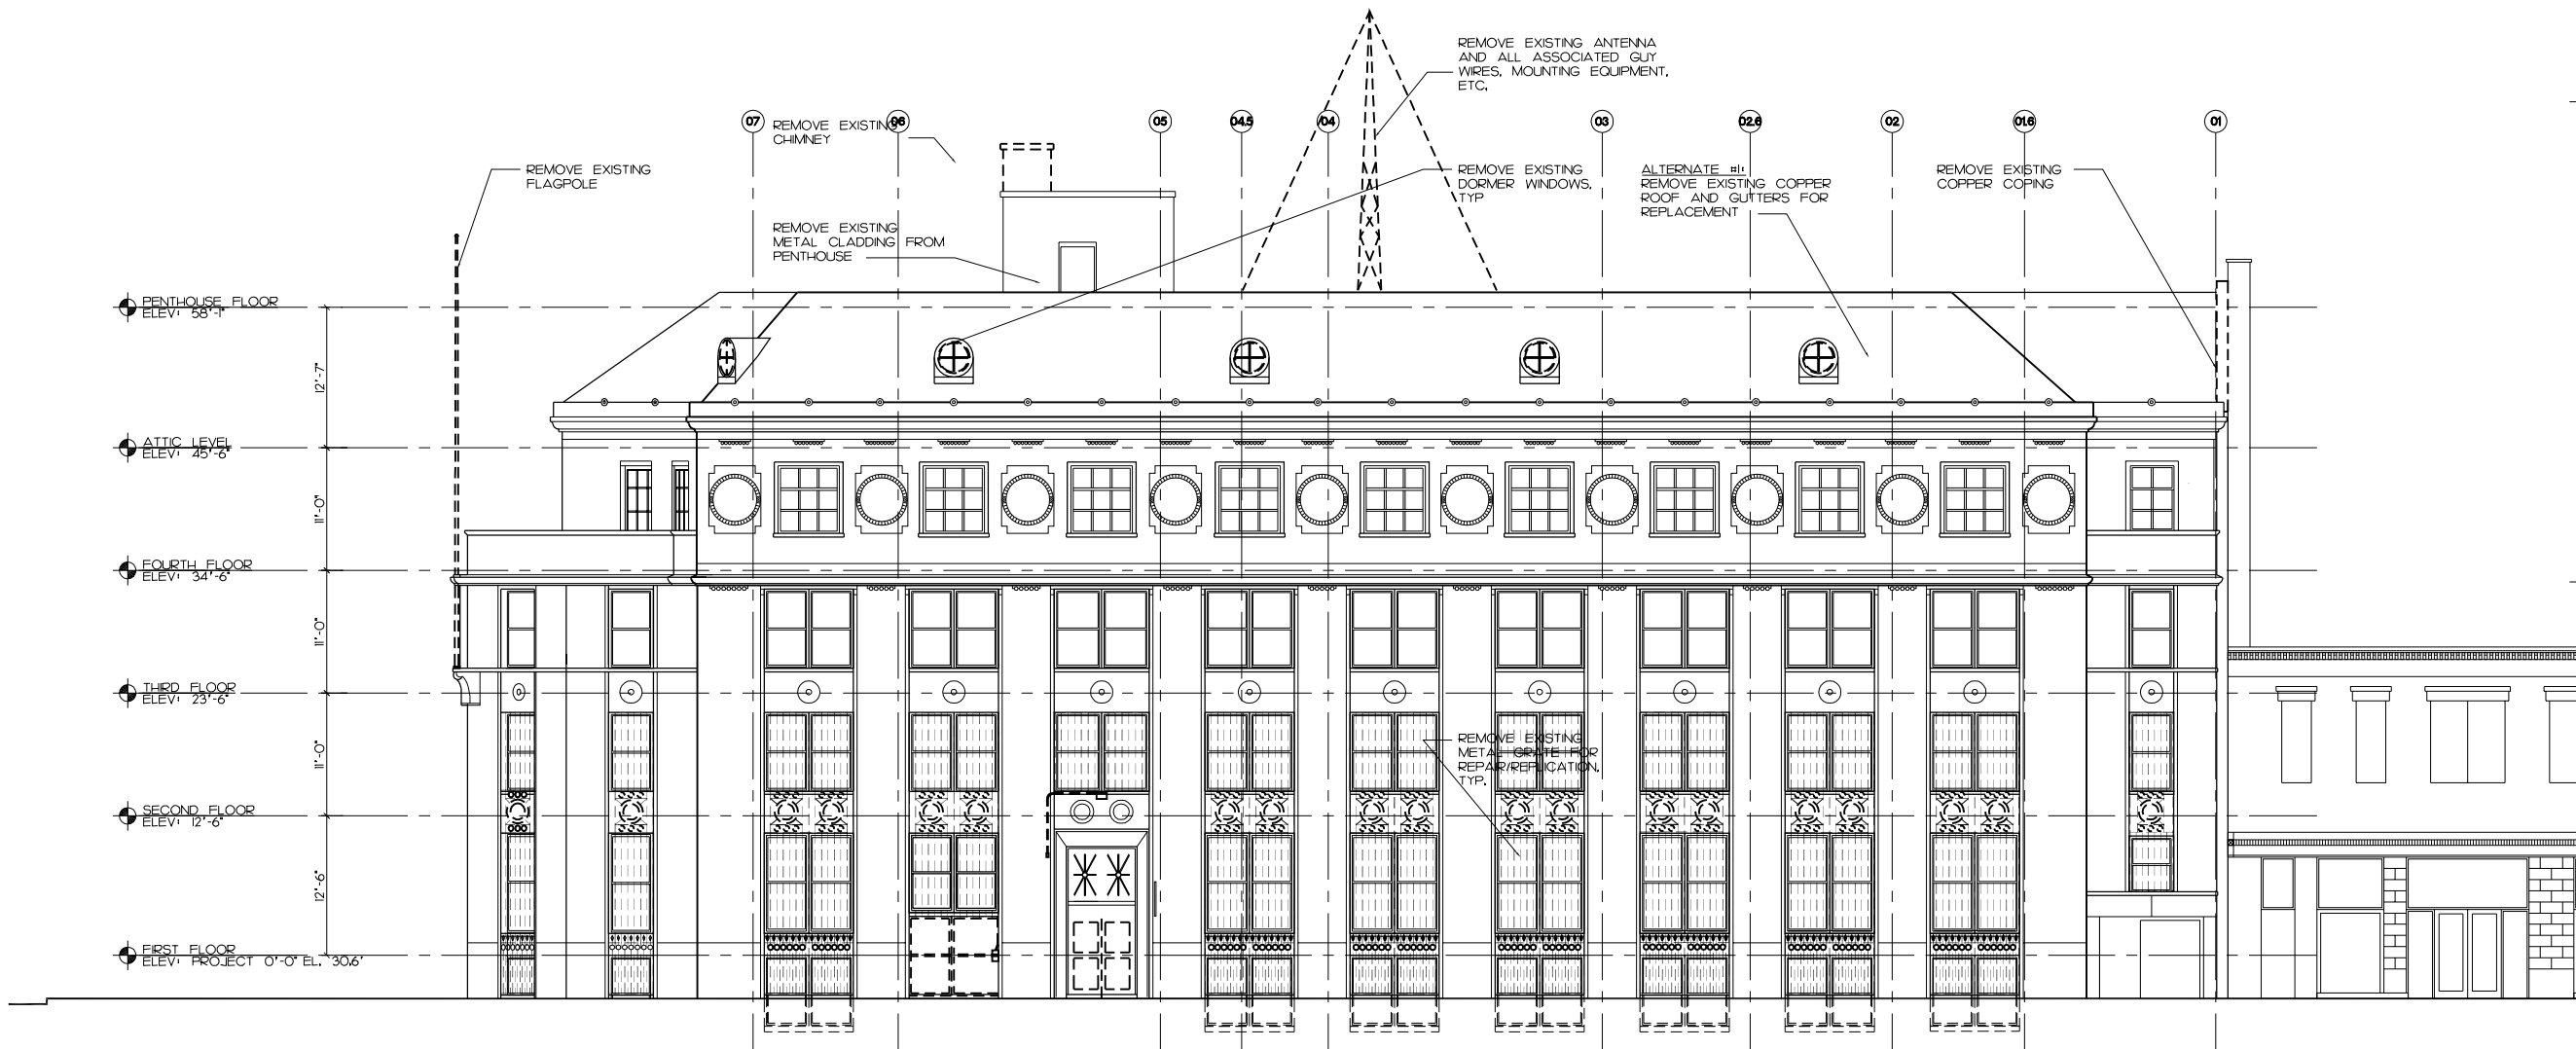 REMOVE EXISTING ANTENNA
AND ALL ASSOCIATED GUY
WIRES, MOUNTING EQUIPMENT,
ETC.
07
06
05
04.5
04
03
02.6
02
01.6
01
REMOVE EXISTING
CHIMNEY
REMOVE EXISTING
FLAGPOLE
REMOVE EXISTING
DORMER WINDOWS,
TYP
ALTERNATE #1:
REMOVE EXISTING COPPER
ROOF AND GUTTERS FOR
REPLACEMENT
REMOVE EXISTING
COPPER COPING
REMOVE EXISTING
METAL CLADDING FROM
PENTHOUSE
PENTHOUSE FLOOR
ELEV: 58'-1"
12'-7"
ATTIC LEVEL
ELEV: 45'-6"
11'-0"
FOURTH FLOOR
ELEV: 34'-6"
11'-0"
THIRD FLOOR
ELEV: 23'-6"
11'-0"
REMOVE EXISTING
METAL GRATE FOR
REPAIR/REPLICATION,
TYP.
SECOND FLOOR
ELEV: 12'-6"
12'-6"
FIRST FLOOR
ELEV: PROJECT 0'-0" EL. 30.6'